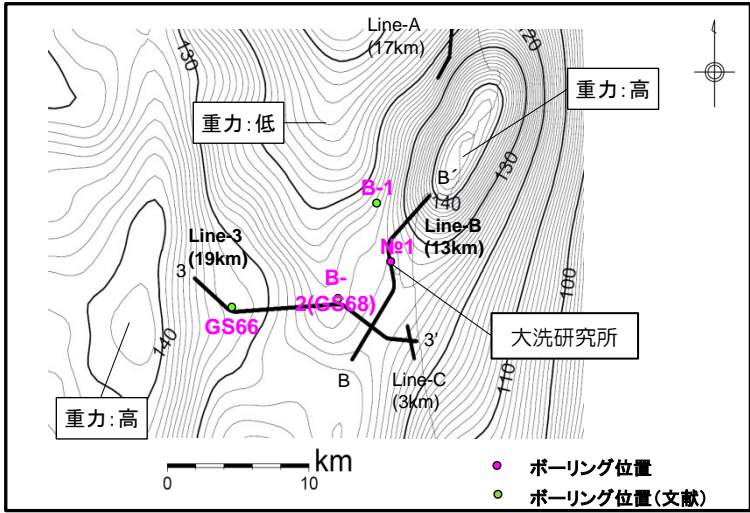 Line-A
(17km)
130
120
重力:高
重力:低
B´
B-1
140
130
Line-3
(19km)
№1
Line-B
(13km)
3
B-
2(GS68)
100
GS66
大洗研究所
140
3'
B
Line-C
(3km)
110
重力:高
km
0
10
ボーリング位置
ボーリング位置(文献)